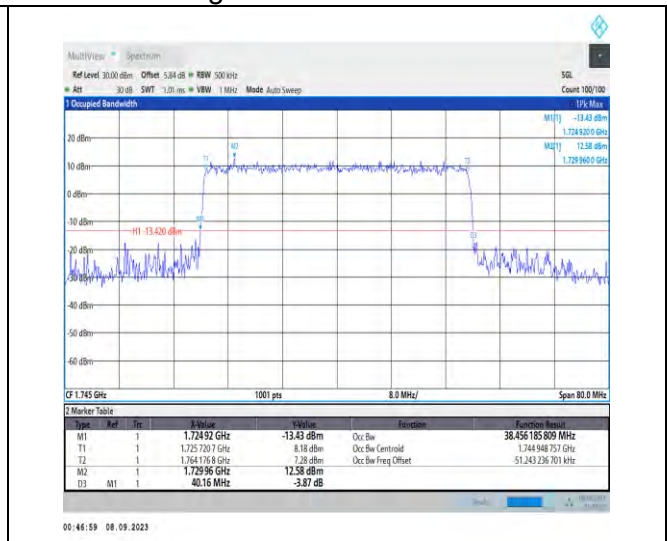 MultiView Spectrum
Ref Level 30.00 dBm Offset 5.84 dB RBW 500 kHz SGL
Att 30 dB SWT 1.01 ms VBW 1 MHz Mode Auto Sweep Count 100/100
1 Occupied Bandwidth 1Pk Max
M1[1] -13.43 dBm
1.724 920 0 GHz
20 dBm
M2[1] 12.58 dBm
1.729 960 0 GHz
M2
T1
T2
10 dBm
0 dBm
-10 dBm
M1
H1 -13.420 dBm
D3
-20 dBm
-30 dBm
-40 dBm
-50 dBm
-60 dBm
CF 1.745 GHz 1001 pts 8.0 MHz/ Span 80.0 MHz
2 Marker Table
Type Ref Trc X-Value Y-Value Function Function Result
M1 1 1.724 92 GHz -13.43 dBm Occ Bw 38.456 185 809 MHz
T1 1 1.725 720 7 GHz 8.18 dBm Occ Bw Centroid 1.744 948 757 GHz
T2 1 1.764 176 8 GHz 7.28 dBm Occ Bw Freq Offset -51.243 236 701 kHz
M2 1 1.729 96 GHz 12.58 dBm
D3 M1 1 40.16 MHz -3.87 dB
00:46:59 08.09.2023